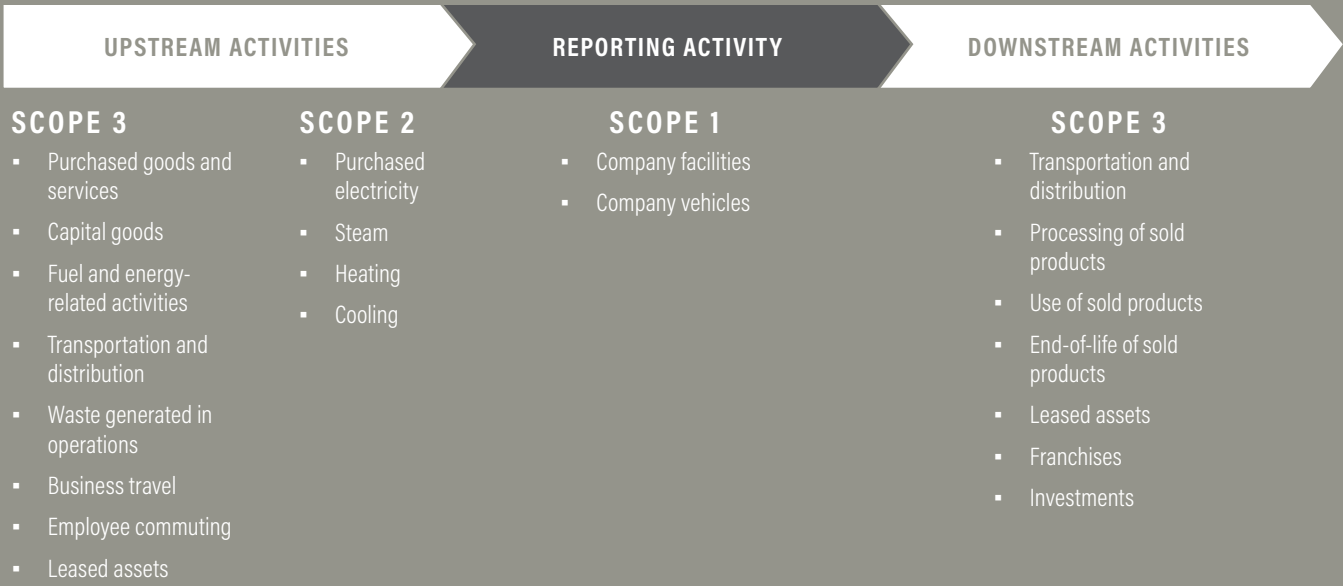 UPSTREAM ACTIVITIES
REPORTING ACTIVITY
DOWNSTREAM ACTIVITIES
SCOPE 3
▪ Purchased goods and
services
▪ Capital goods
▪ Fuel and energy-
related activities
▪ Transportation and
distribution
▪ Waste generated in
operations
▪ Business travel
▪ Employee commuting
▪ Leased assets
SCOPE 2
▪ Purchased
electricity
▪ Steam
▪ Heating
▪ Cooling
SCOPE 1
▪ Company facilities
▪ Company vehicles
SCOPE 3
▪ Transportation and
distribution
▪ Processing of sold
products
▪ Use of sold products
▪ End-of-life of sold
products
▪ Leased assets
▪ Franchises
▪ Investments